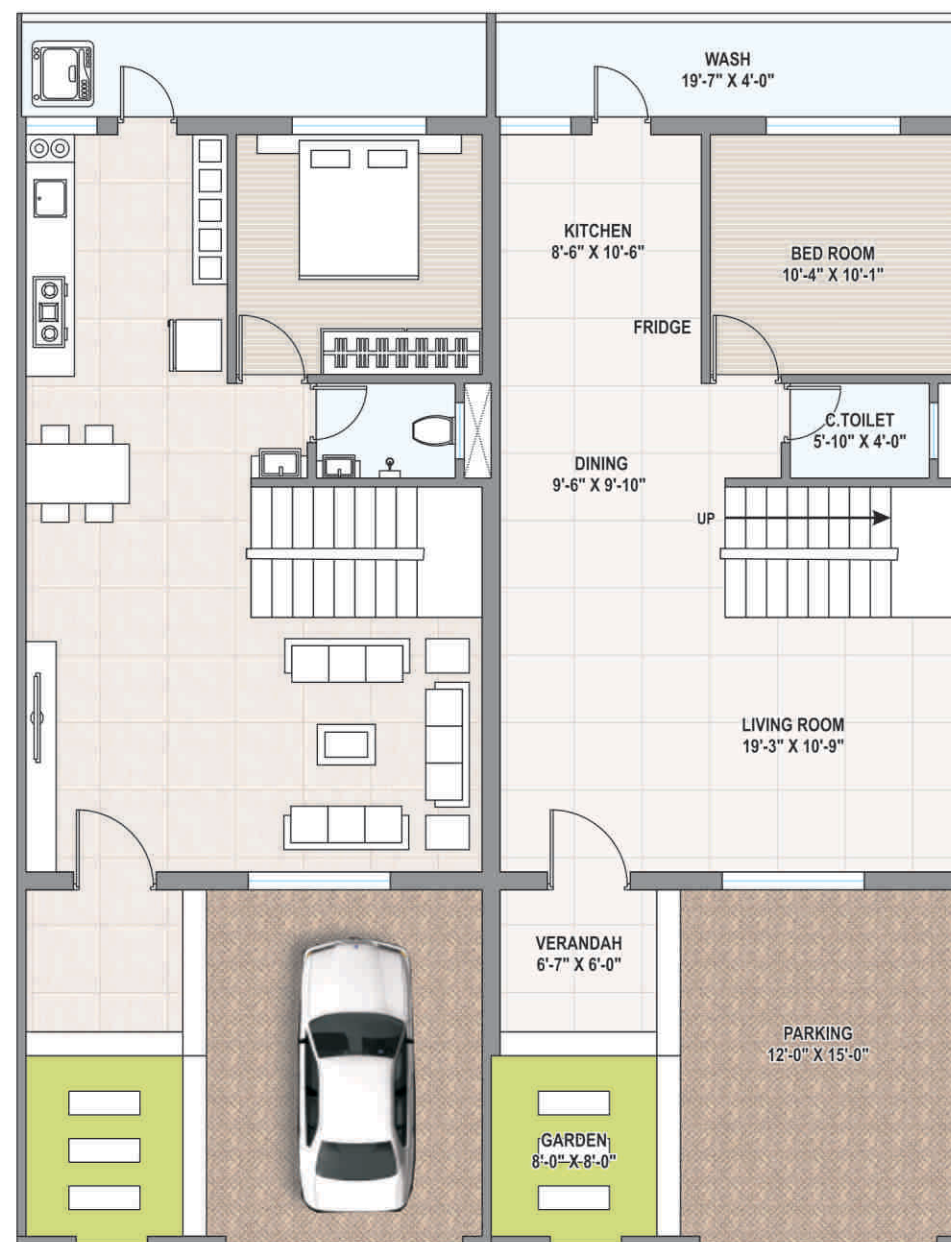 WASH
19'-7" X 4'-0"
KITCHEN
8'-6" X 10'-6"
BED ROOM
10'-4" X 10'-1"
FRIDGE
C.TOILET
5'-10" X 4'-0"
DINING
9'-6" X 9'-10"
UP
LIVING ROOM
19'-3" X 10'-9"
VERANDAH
6'-7" X 6'-0"
PARKING
12'-0" X 15'-0"
GARDEN
8'-0" X 8'-0"